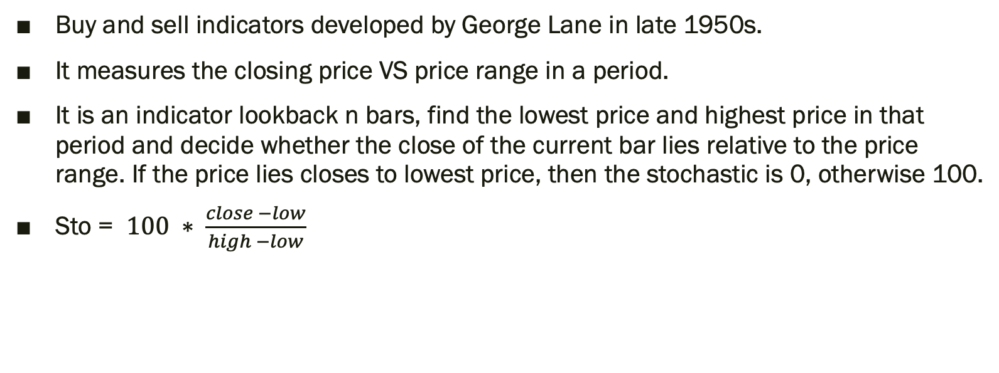 ■ Buy and sell indicators developed by George Lane in late 1950s.
■ It measures the closing price VS price range in a period.
■ It is an indicator lookback n bars, find the lowest price and highest price in that
period and decide whether the close of the current bar lies relative to the price
range. If the price lies closes to lowest price, then the stochastic is 0, otherwise 100.
■ Sto = 100 * \frac{close −low}{high −low}